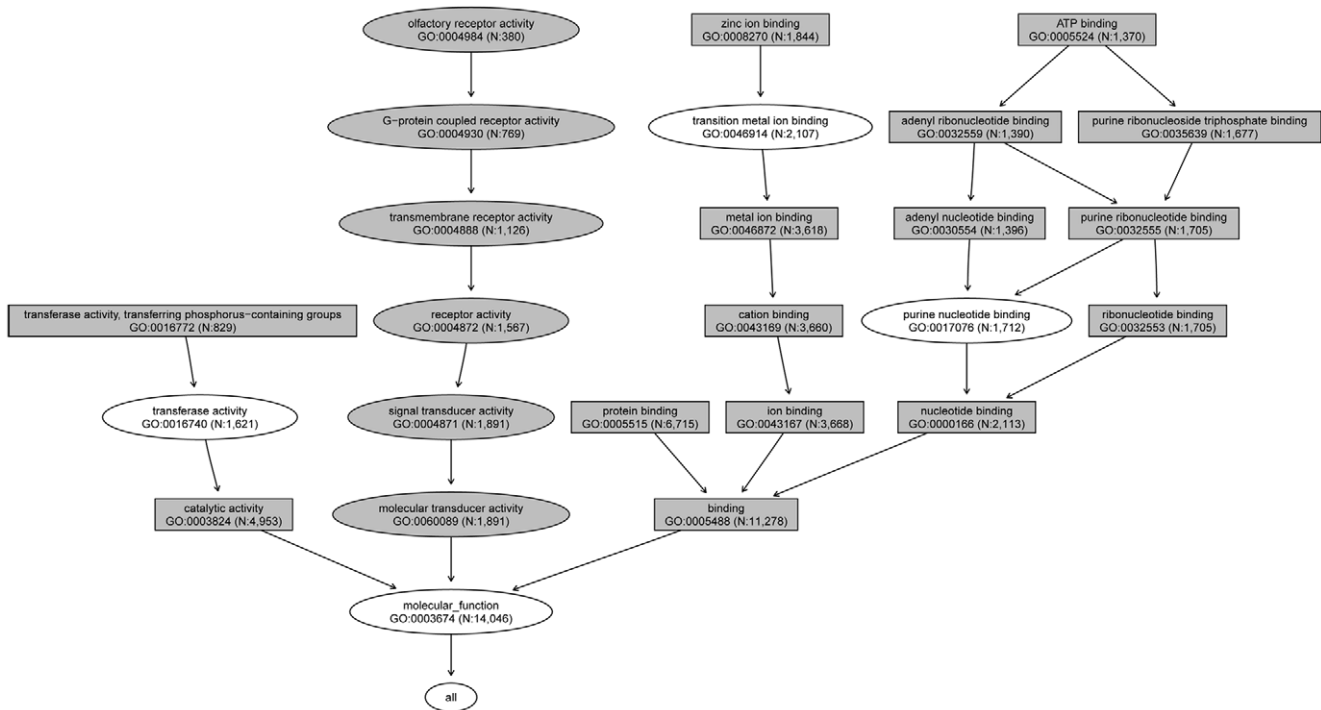 olfactory receptor activity
GO:0004984 (N:380)
zinc ion binding
GO:0008270 (N:1,844)
ATP binding
GO:0005524 (N:1,370)
G−protein coupled receptor activity
GO:0004930 (N:769)
transition metal ion binding
GO:0046914 (N:2,107)
adenyl ribonucleotide binding
GO:0032559 (N:1,390)
purine ribonucleoside triphosphate binding
GO:0035639 (N:1,677)
transmembrane receptor activity
GO:0004888 (N:1,126)
metal ion binding
GO:0046872 (N:3,618)
adenyl nucleotide binding
GO:0030554 (N:1,396)
purine ribonucleotide binding
GO:0032555 (N:1,705)
transferase activity, transferring phosphorus−containing groups
GO:0016772 (N:829)
receptor activity
GO:0004872 (N:1,567)
cation binding
GO:0043169 (N:3,660)
purine nucleotide binding
GO:0017076 (N:1,712)
ribonucleotide binding
GO:0032553 (N:1,705)
transferase activity
GO:0016740 (N:1,621)
signal transducer activity
GO:0004871 (N:1,891)
protein binding
GO:0005515 (N:6,715)
ion binding
GO:0043167 (N:3,668)
nucleotide binding
GO:0000166 (N:2,113)
catalytic activity
GO:0003824 (N:4,953)
molecular transducer activity
GO:0060089 (N:1,891)
binding
GO:0005488 (N:11,278)
molecular_function
GO:0003674 (N:14,046)
all